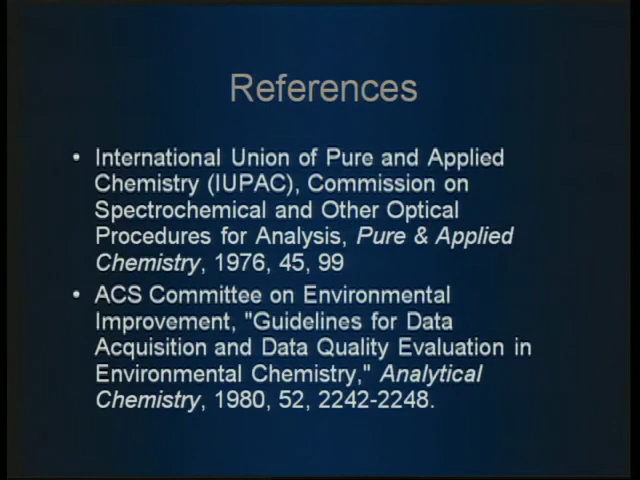 References
• International Union of Pure and Applied
Chemistry (IUPAC), Commission on
Spectrochemical and Other Optical
Procedures for Analysis, Pure & Applied
Chemistry, 1976, 45, 99
• ACS Committee on Environmental
Improvement, "Guidelines for Data
Acquisition and Data Quality Evaluation in
Environmental Chemistry," Analytical
Chemistry, 1980, 52, 2242-2248.